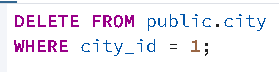 DELETE FROM public.city
WHERE city_id = 1;